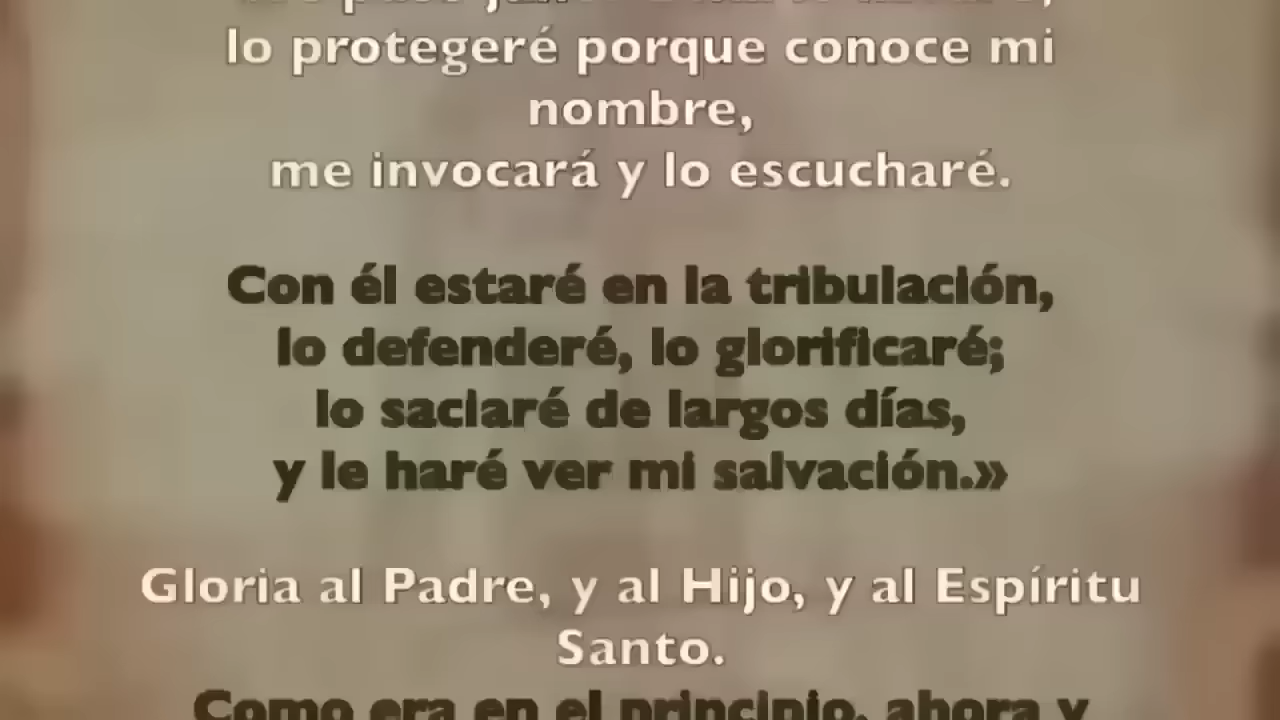 lo protegeré porque conoce mi
nombre,
me invocará y lo escucharé.
Con él estaré en la tribulación,
lo defenderé, lo glorificaré;
lo saciaré de largos días,
y le haré ver mi salvación.»
Gloria al Padre, y al Hijo, y al Espíritu
Santo.
Como era en el principio, ahora y